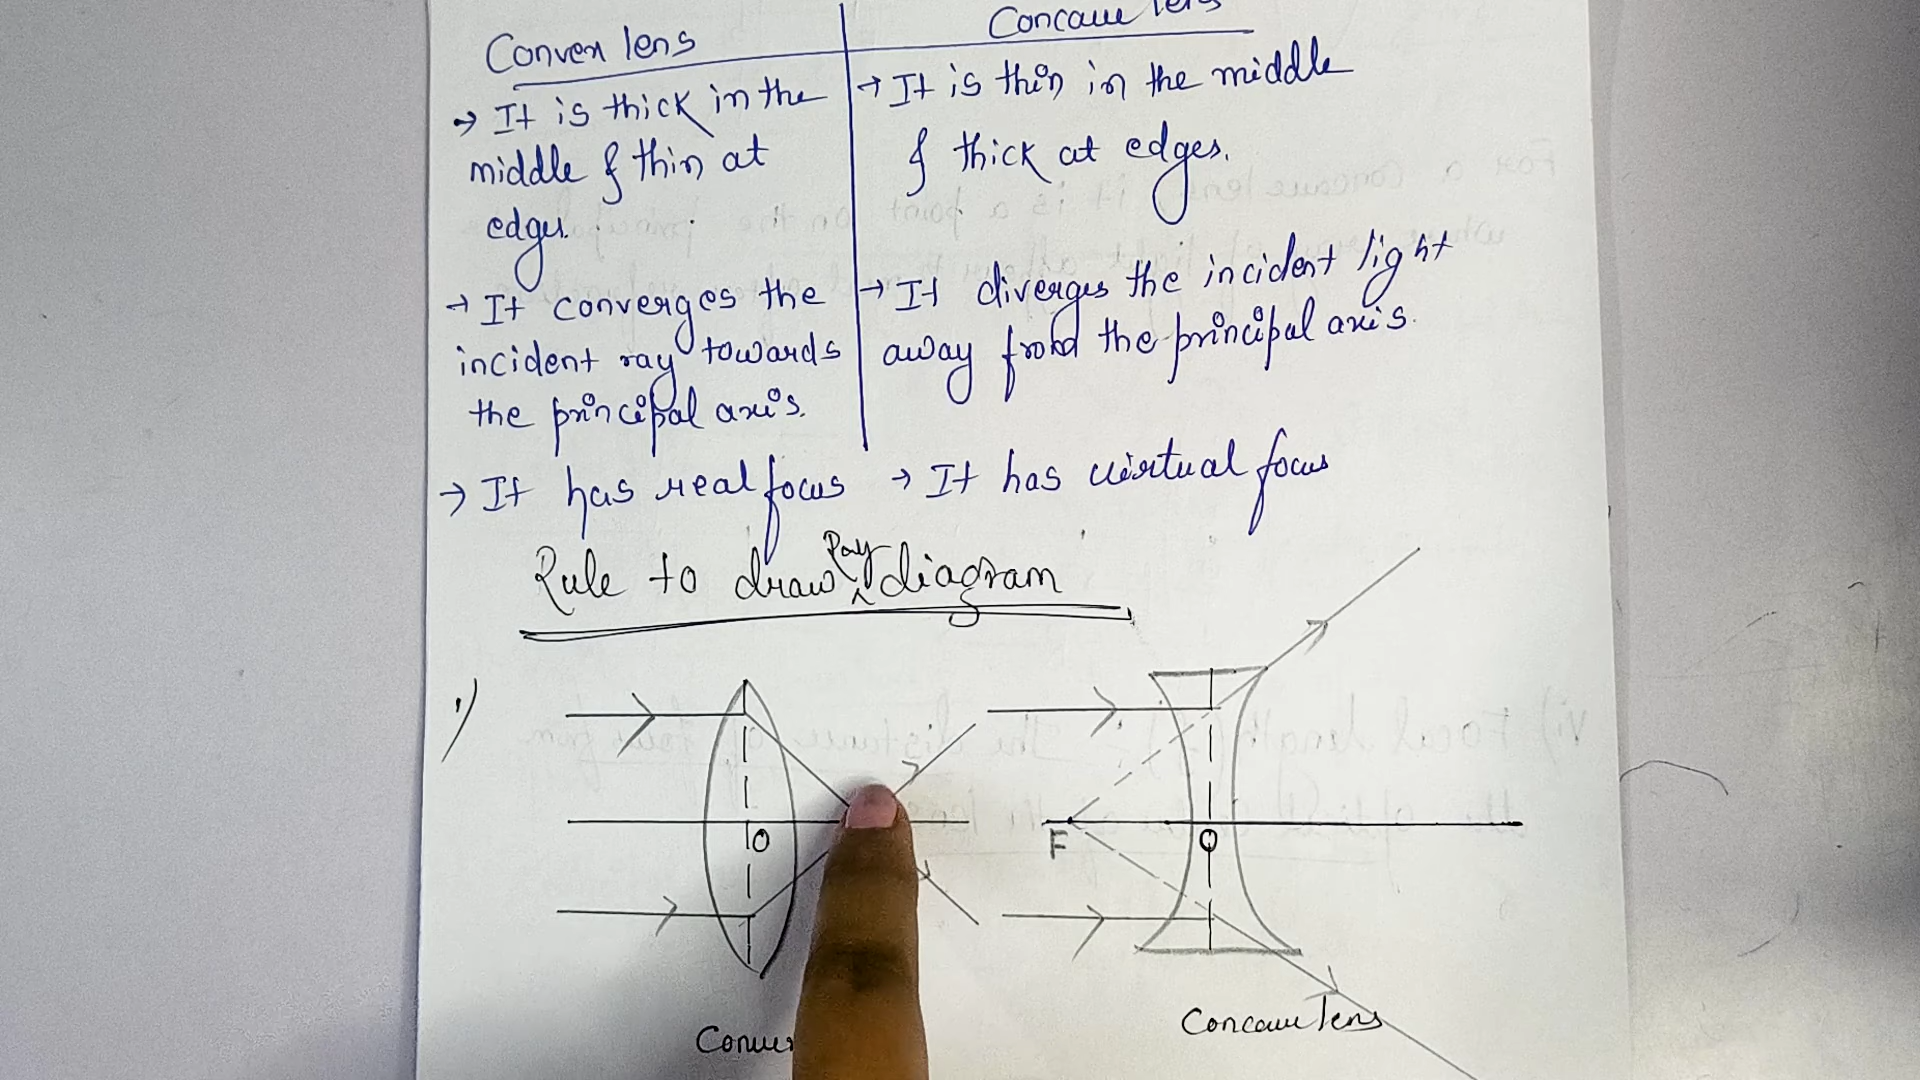 Convex lens
→ It is thick in the
middle & thin at
edges.
→ It converges the
incident ray towards
the principal axis.
→ It has real focus
Concave lens
→ It is thin in the middle
& thick at edges.
→ It diverges the incident light
away from the principal axis.
→ It has virtual focus
Rule to draw Ray diagram
i)
O
F
O
Concave lens